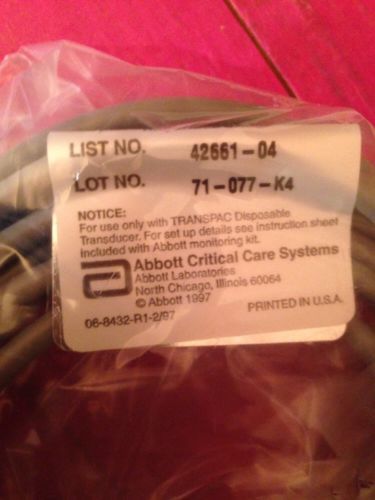 LIST NO. 42661-04
LOT NO. 71-077-K4
NOTICE:
For use only with TRANSPAC Disposable
Transducer. For set up details see instruction sheet
included with Abbott monitoring kit.
Abbott Critical Care Systems
Abbott Laboratories
North Chicago, Illinois 60064
© Abbott 1997
06-8432-R1-2/97 PRINTED IN U.S.A.